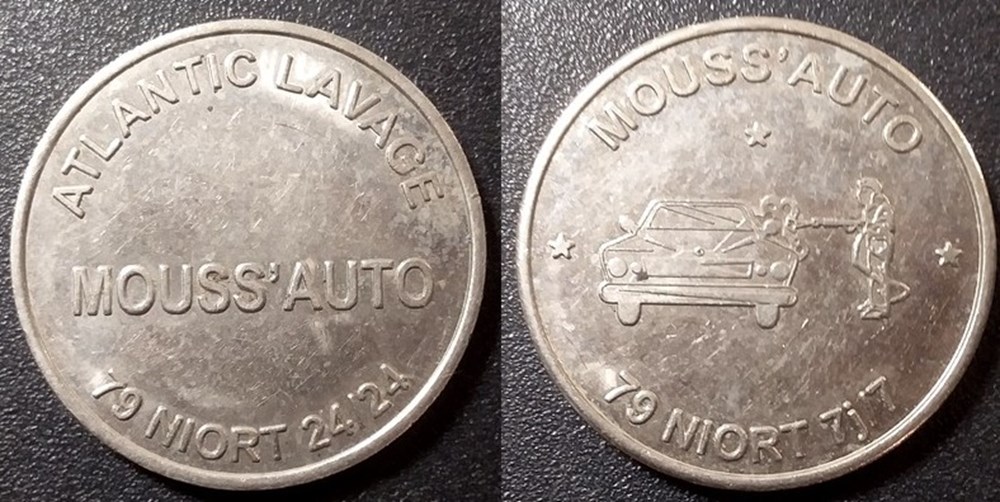 ATLANTIC LAVAGE
MOUSS'AUTO
79 NIORT 24/24
MOUSS'AUTO
79 NIORT 7j/7